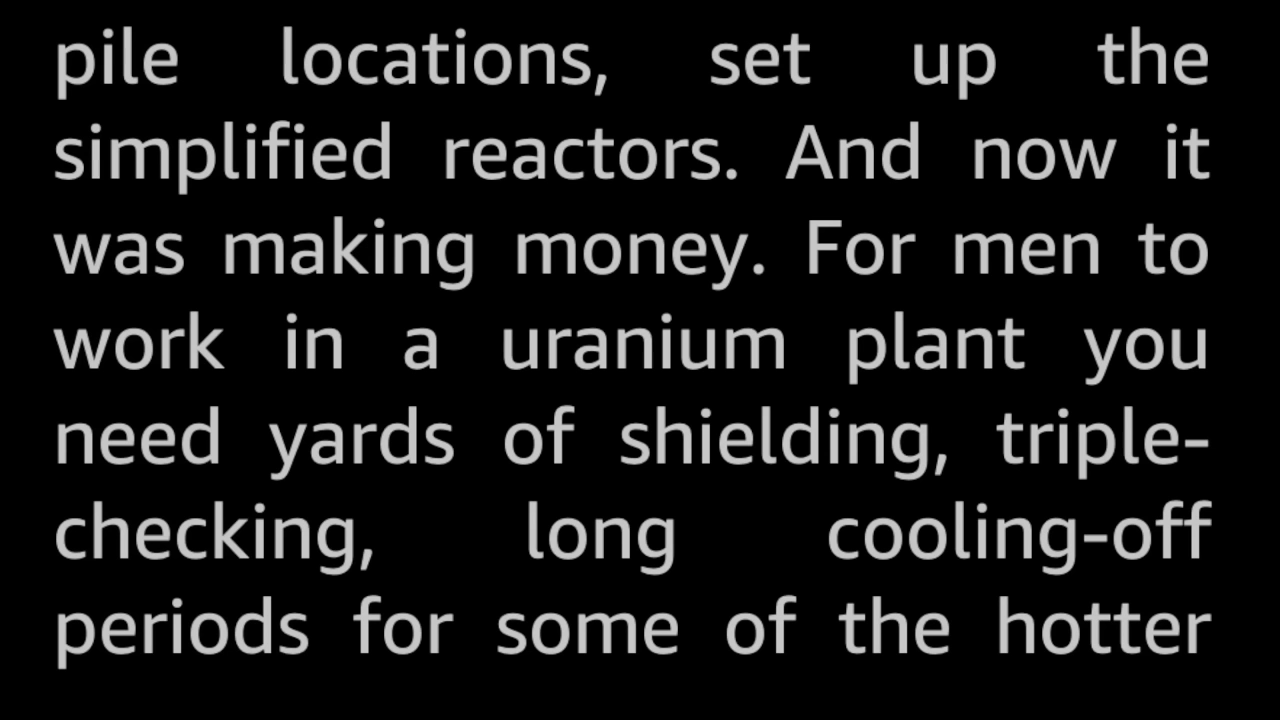 pile locations, set up the
simplified reactors. And now it
was making money. For men to
work in a uranium plant you
need yards of shielding, triple-
checking, long cooling-off
periods for some of the hotter